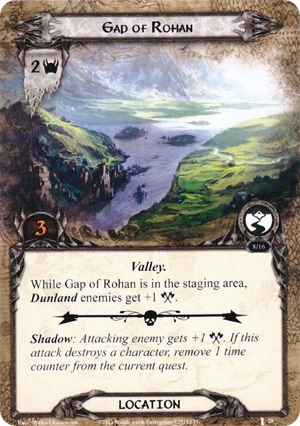 Gap of Rohan
2
3
8/16
Valley.
While Gap of Rohan is in the staging area,
Dunland enemies get +1
Shadow: Attacking enemy gets +1 . If this
attack destroys a character, remove 1 time
counter from the current quest.
LOCATION